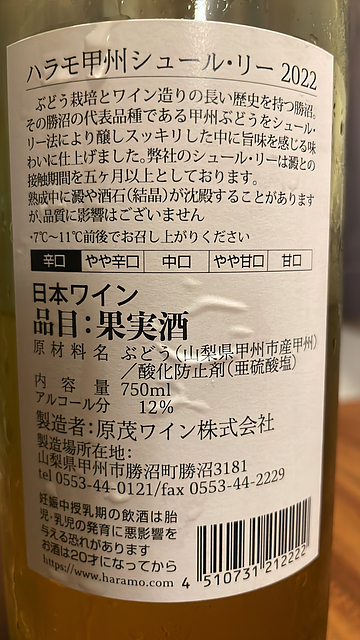 ハラモ甲州シュール・リー 2022
ぶどう栽培とワイン造りの長い歴史を持つ勝沼。
その勝沼の代表品種である甲州ぶどうをシュール・
リー法により醸しスッキリした中に旨味を感じる味
わいに仕上げました。弊社のシュール・リーは澱との
接触期間を五ヶ月以上としております。
熟成中に澱や酒石(結晶)が沈殿することがあります
が、品質に影響はございません
・7℃〜11℃前後でお召し上がりください
辛口 やや辛口 中口 やや甘口 甘口
日本ワイン
品目：果実酒
原材料名 ぶどう(山梨県甲州市産甲州)
／酸化防止剤(亜硫酸塩)
内容量 750ml
アルコール分 12%
製造者：原茂ワイン株式会社
製造場所在地：
山梨県甲州市勝沼町勝沼3181
tel 0553-44-0121/fax 0553-44-2229
妊娠中授乳期の飲酒は胎
児・乳児の発育に悪影響を
与える恐れがあります
お酒は20才になってから
https://www.haramo.com
4 510731 212222